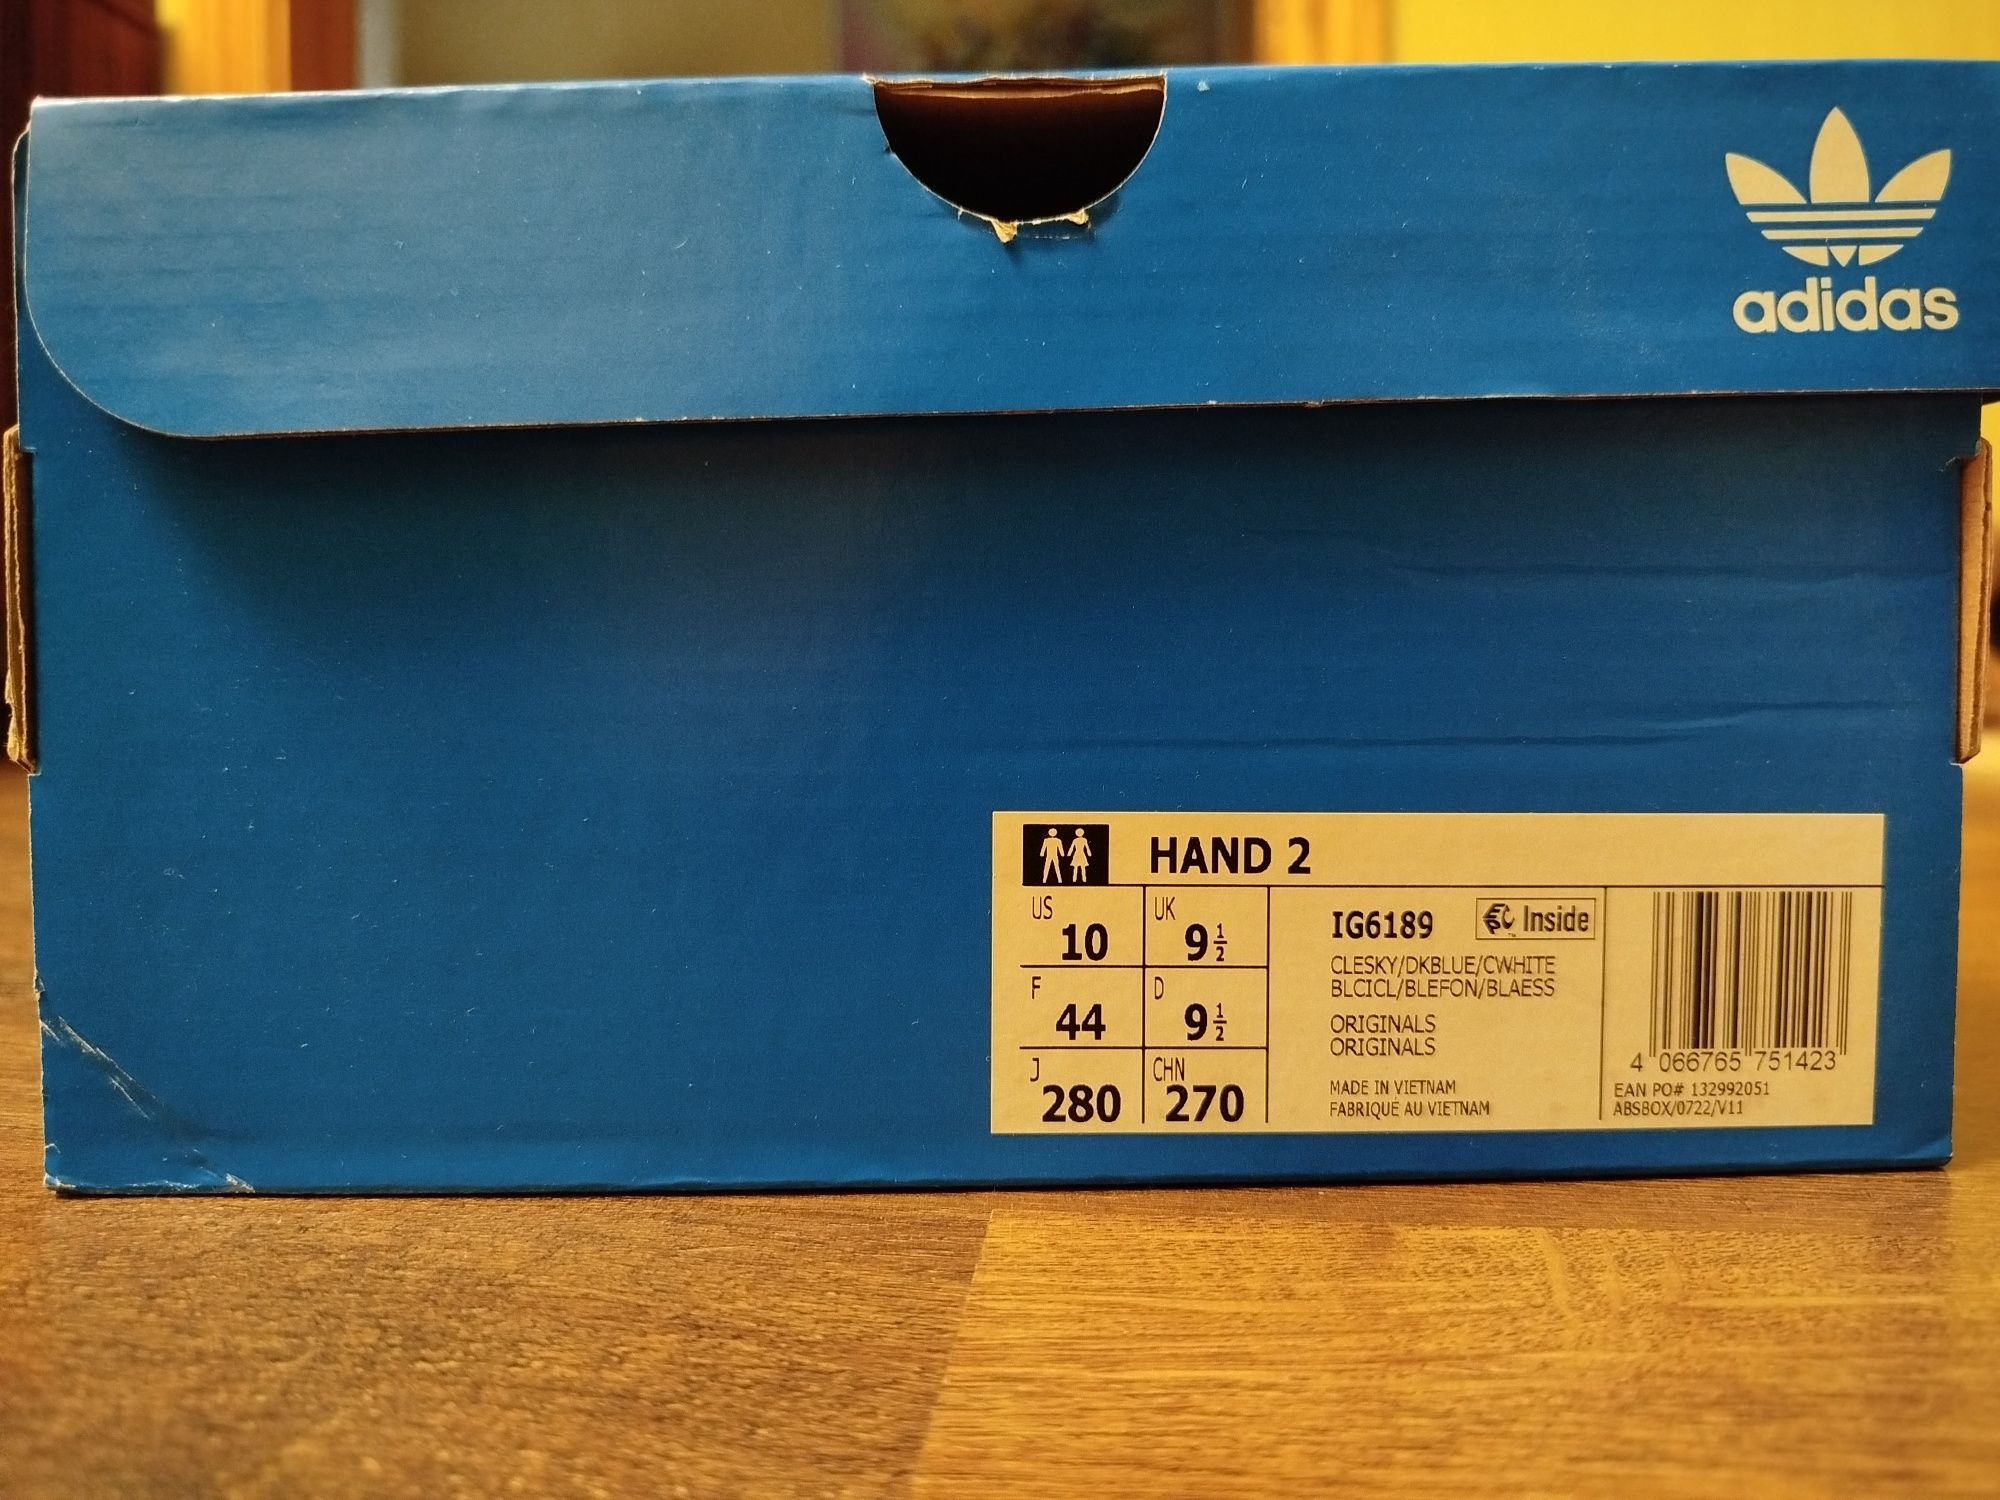 adidas
HAND 2
US 10 UK 9 1/2
F 44 D 9 1/2
J 280 CHN 270
IG6189 Inside
CLESKY/DKBLUE/CWHITE
BLCICL/BLEFON/BLAESS
ORIGINALS
ORIGINALS
MADE IN VIETNAM
FABRIQUÉ AU VIETNAM
4 066765 751423
EAN PO# 132992051
ABSBOX/0722/V11